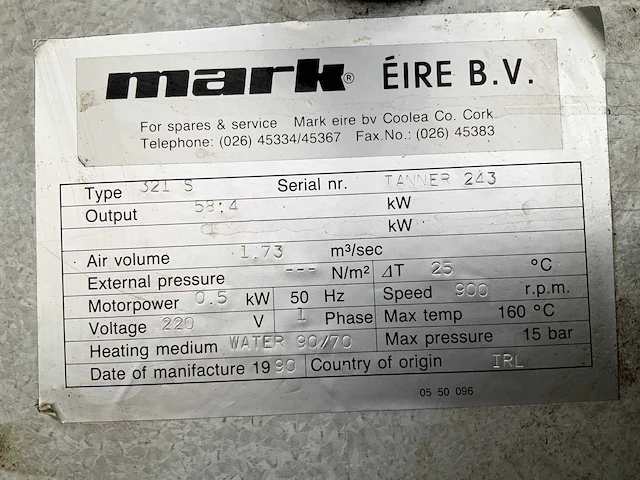 mark® ÉIRE B.V.
For spares & service Mark eire bv Coolea Co. Cork.
Telephone: (026) 45334/45367 Fax.No.: (026) 45383
Type 321 S Serial nr. TANNER 243
Output 58.4 kW
kW
Air volume 1.73 m³/sec
External pressure --- N/m² ΔT 25 °C
Motorpower 0.5 kW 50 Hz Speed 900 r.p.m.
Voltage 220 V 1 Phase Max temp 160 °C
Heating medium WATER 90/70 Max pressure 15 bar
Date of manifacture 1990 Country of origin IRL
05 50 096